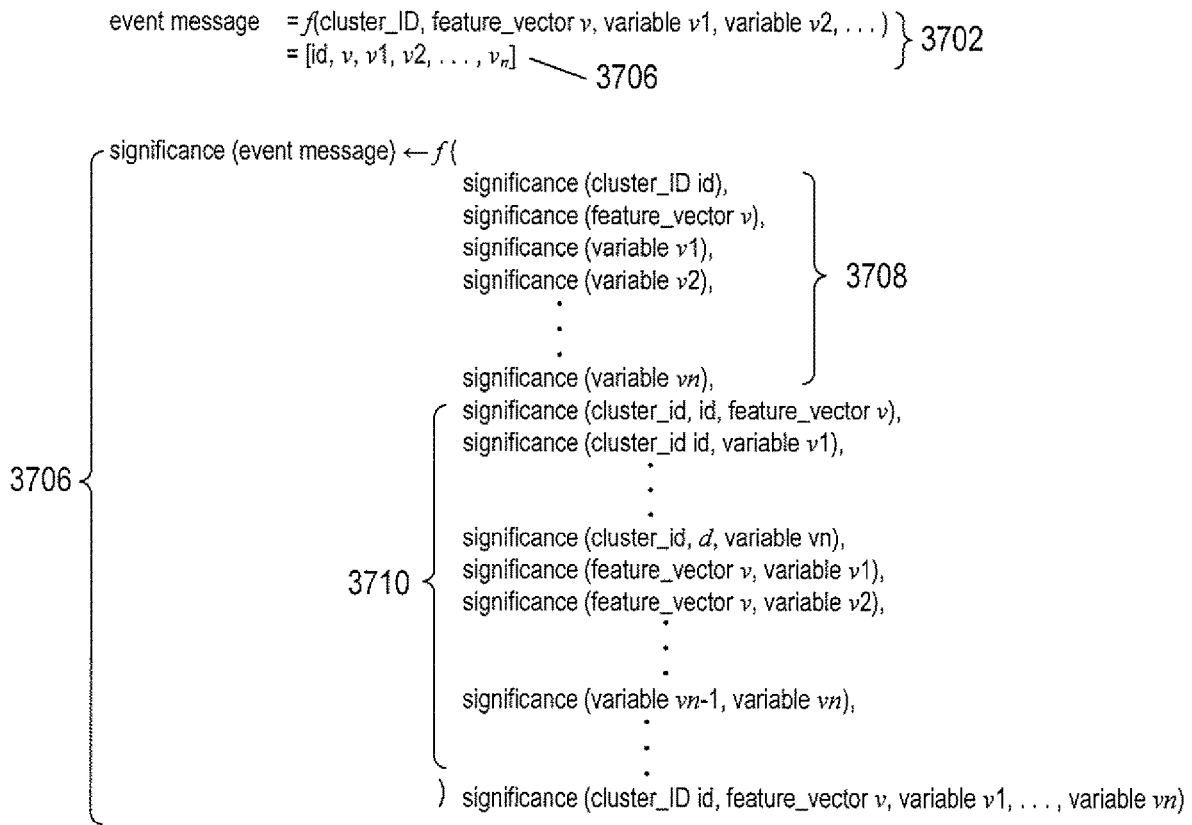 event message = f(cluster_ID, feature_vector v, variable v1, variable v2, . . . ) 3702
= [id, v, v1, v2, . . . , vn] 3706
significance (event message) ← f (
significance (cluster_ID id),
significance (feature_vector v),
significance (variable v1),
significance (variable v2),
3708
significance (variable vn),
significance (cluster_id, id, feature_vector v),
significance (cluster_id id, variable v1),
3706
significance (cluster_id, d, variable vn),
significance (feature_vector v, variable v1),
3710
significance (feature_vector v, variable v2),
significance (variable vn-1, variable vn),
) significance (cluster_ID id, feature_vector v, variable v1, . . . , variable vn)